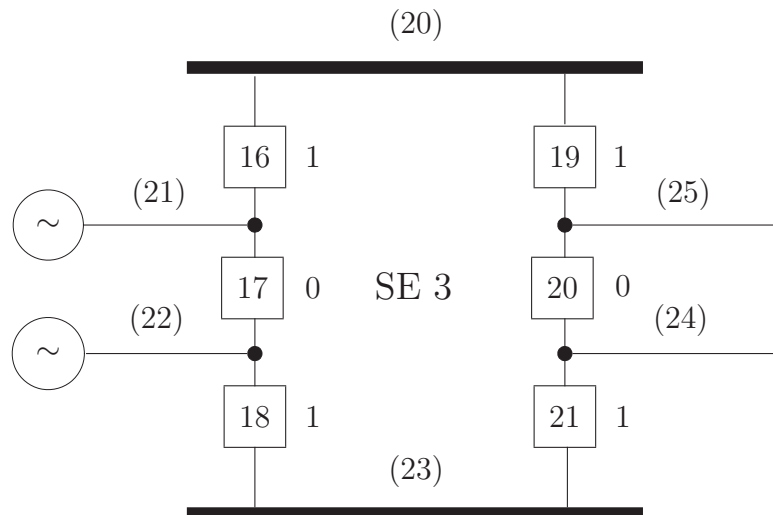 (20)
16 1 19 1
(21) (25)
~
17 0 SE 3 20 0
(22) (24)
~
18 1 21 1
(23)